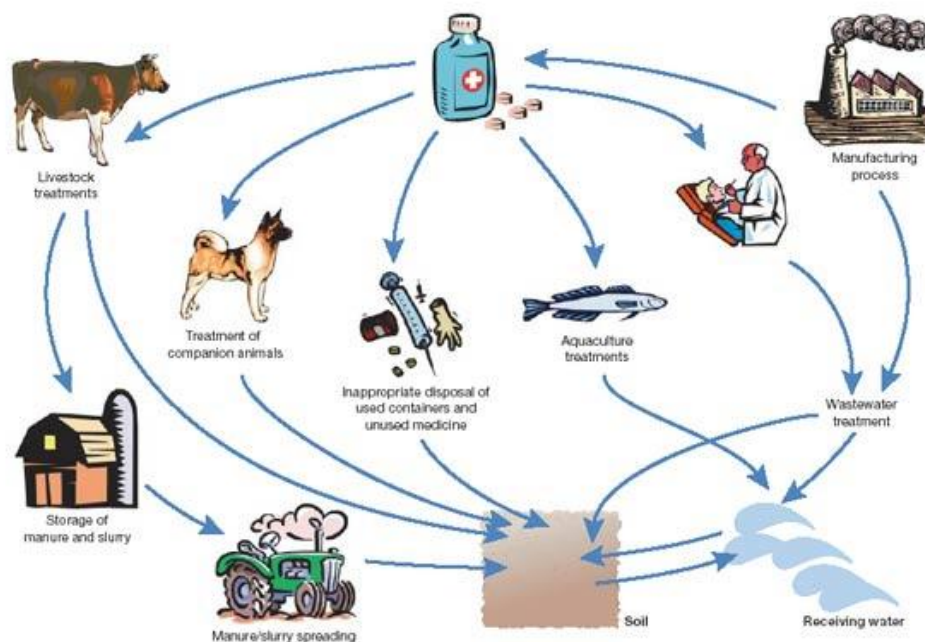 Manufacturing
process
Livestock
treatments
Treatment of
companion animals
Aquaculture
treatments
Inappropriate disposal of
used containers and
unused medicine
Wastewater
treatment
Storage of
manure and slurry
Manure/slurry spreading
Soil
Receiving water